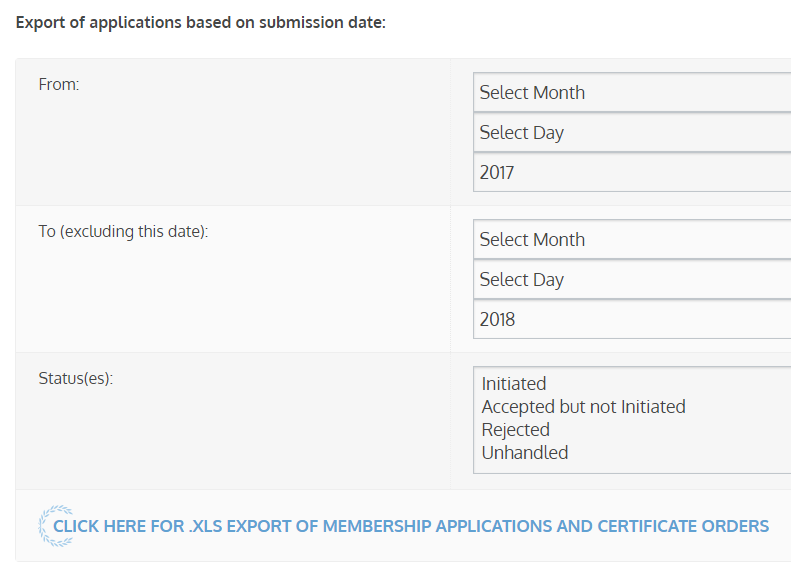 Export of applications based on submission date:
From:
Select Month
Select Day
2017
To (excluding this date):
Select Month
Select Day
2018
Status(es):
Initiated
Accepted but not Initiated
Rejected
Unhandled
CLICK HERE FOR .XLS EXPORT OF MEMBERSHIP APPLICATIONS AND CERTIFICATE ORDERS